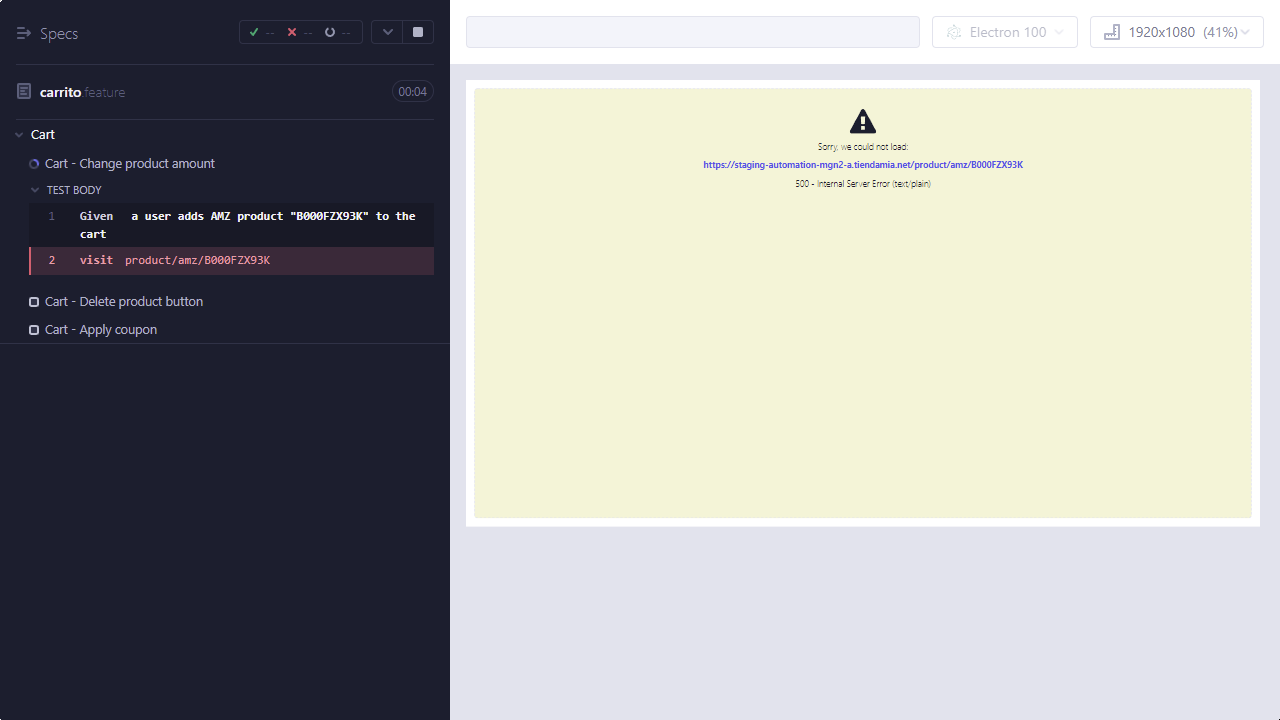 Specs
-- -- --
Electron 100
1920x1080 (41%)
carrito feature
00:04
Cart
Cart - Change product amount
TEST BODY
1 Given a user adds AMZ product "B000FZX93K" to the
cart
2 visit product/amz/B000FZX93K
Cart - Delete product button
Cart - Apply coupon
Sorry, we could not load:
https://staging-automation-mgn2-a.tiendamia.net/product/amz/B000FZX93K
500 - Internal Server Error (text/plain)